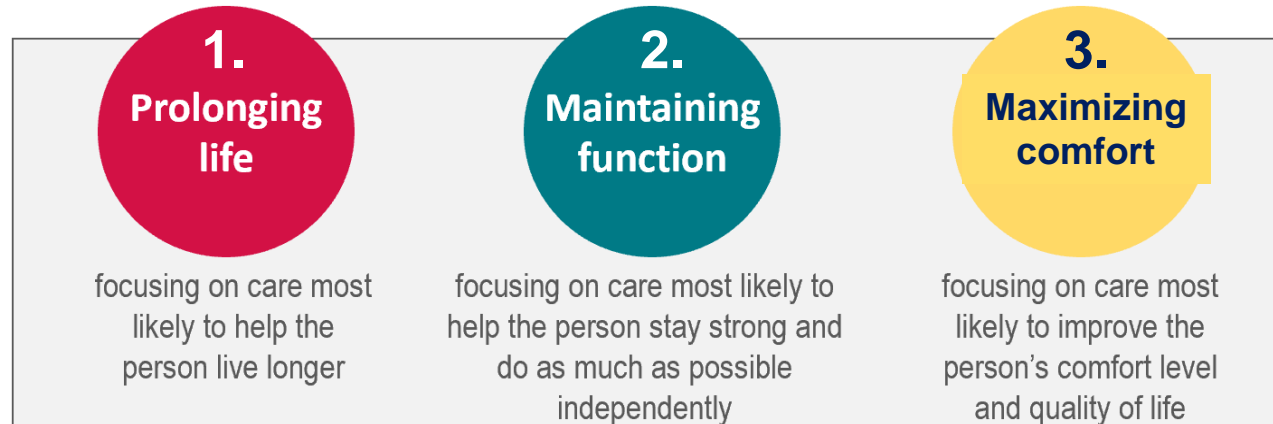 1.
Prolonging
life
focusing on care most
likely to help the
person live longer
2.
Maintaining
function
focusing on care most likely to
help the person stay strong and
do as much as possible
independently
3.
Maximizing
comfort
focusing on care most
likely to improve the
person’s comfort level
and quality of life